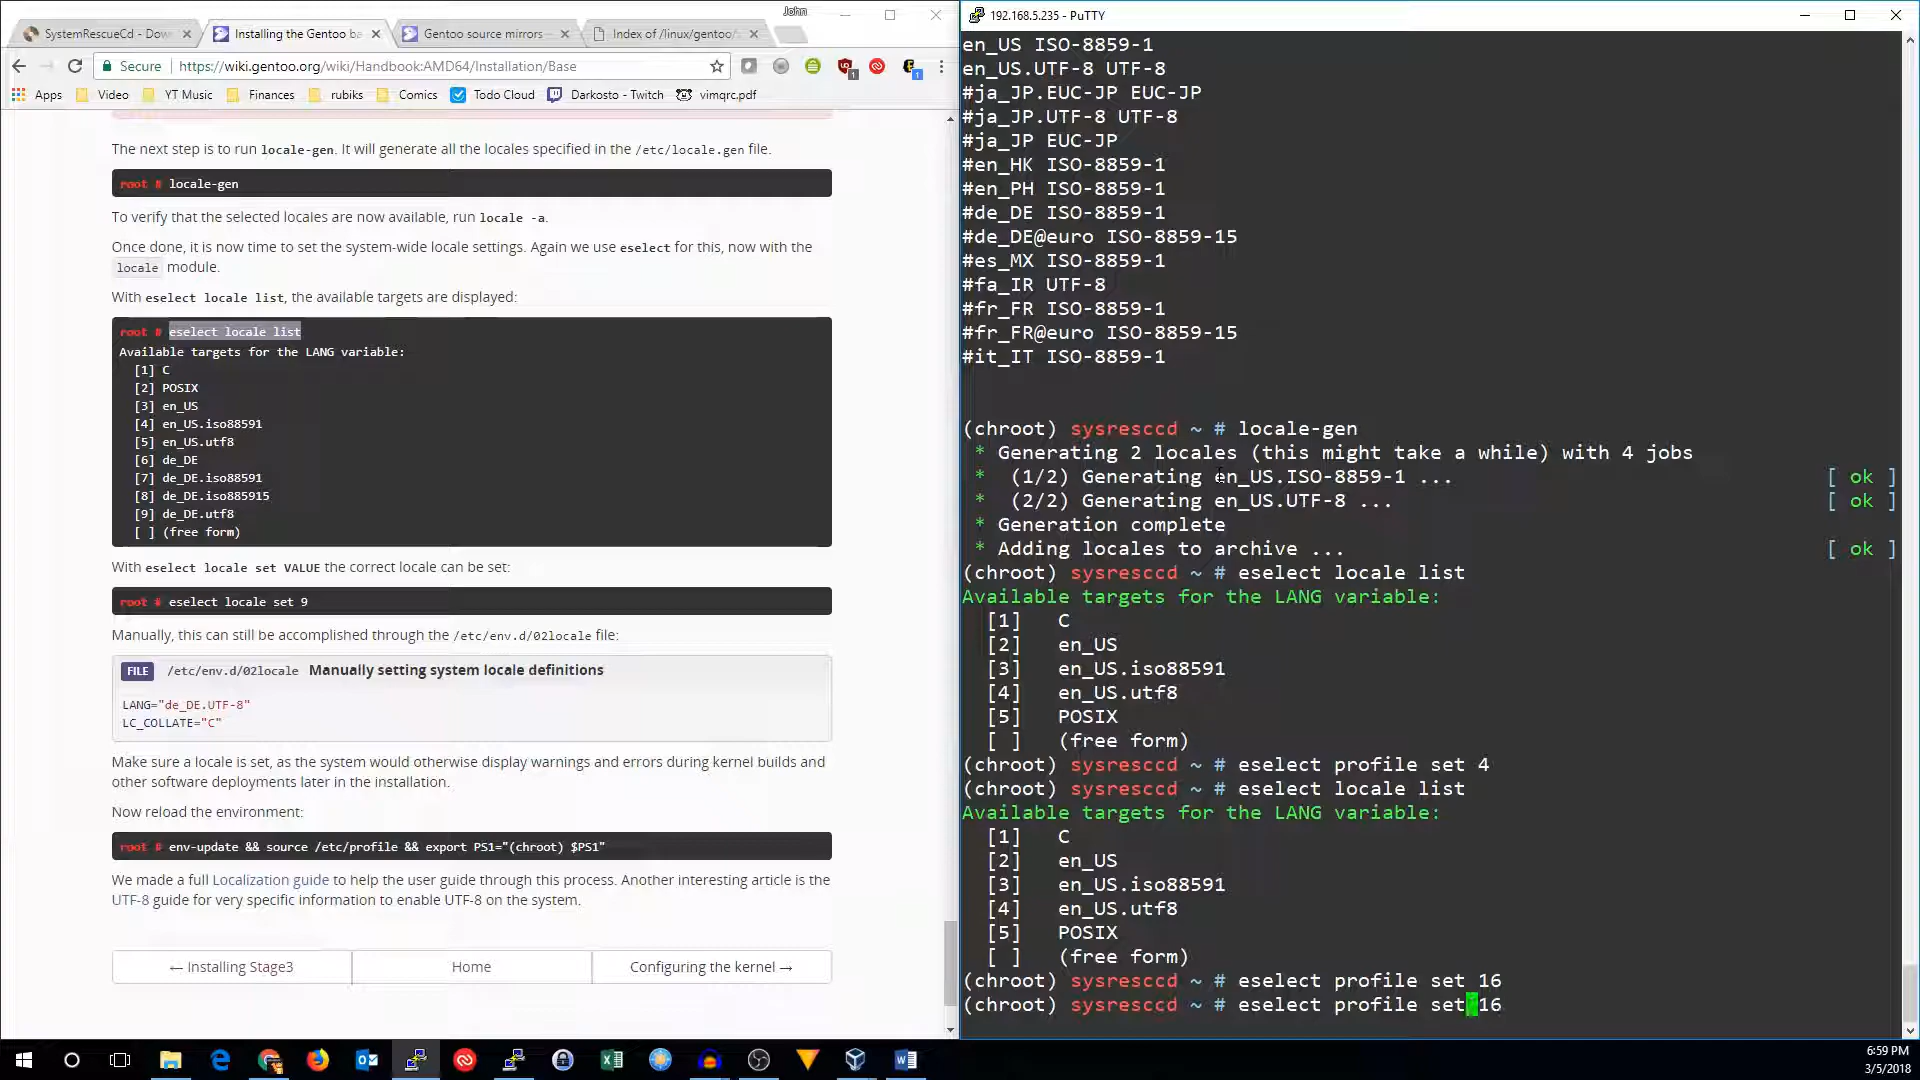 John
SystemRescueCd - Dow
Installing the Gentoo ba
Gentoo source mirrors
Index of /linux/gentoo/
Secure
https://wiki.gentoo.org/wiki/Handbook:AMD64/Installation/Base
Apps
Video
YT Music
Finances
rubiks
Comics
Todo Cloud
Darkosto - Twitch
vimqrc.pdf
The next step is to run locale-gen. It will generate all the locales specified in the /etc/locale.gen file.
root # locale-gen
To verify that the selected locales are now available, run locale -a.
Once done, it is now time to set the system-wide locale settings. Again we use eselect for this, now with the
locale module.
With eselect locale list, the available targets are displayed:
root # eselect locale list
Available targets for the LANG variable:
[1] C
[2] POSIX
[3] en_US
[4] en_US.iso88591
[5] en_US.utf8
[6] de_DE
[7] de_DE.iso88591
[8] de_DE.iso885915
[9] de_DE.utf8
[ ] (free form)
With eselect locale set VALUE the correct locale can be set:
root # eselect locale set 9
Manually, this can still be accomplished through the /etc/env.d/02locale file:
FILE /etc/env.d/02locale Manually setting system locale definitions
LANG="de_DE.UTF-8"
LC_COLLATE="C"
Make sure a locale is set, as the system would otherwise display warnings and errors during kernel builds and
other software deployments later in the installation.
Now reload the environment:
root # env-update && source /etc/profile && export PS1="(chroot) $PS1"
We made a full Localization guide to help the user guide through this process. Another interesting article is the
UTF-8 guide for very specific information to enable UTF-8 on the system.
← Installing Stage3
Home
Configuring the kernel →
192.168.5.235 - PuTTY
en_US ISO-8859-1
en_US.UTF-8 UTF-8
#ja_JP.EUC-JP EUC-JP
#ja_JP.UTF-8 UTF-8
#ja_JP EUC-JP
#en_HK ISO-8859-1
#en_PH ISO-8859-1
#de_DE ISO-8859-1
#de_DE@euro ISO-8859-15
#es_MX ISO-8859-1
#fa_IR UTF-8
#fr_FR ISO-8859-1
#fr_FR@euro ISO-8859-15
#it_IT ISO-8859-1
(chroot) sysresccd ~ # locale-gen
* Generating 2 locales (this might take a while) with 4 jobs
* (1/2) Generating en_US.ISO-8859-1 ... [ ok ]
* (2/2) Generating en_US.UTF-8 ... [ ok ]
* Generation complete
* Adding locales to archive ... [ ok ]
(chroot) sysresccd ~ # eselect locale list
Available targets for the LANG variable:
[1] C
[2] en_US
[3] en_US.iso88591
[4] en_US.utf8
[5] POSIX
[ ] (free form)
(chroot) sysresccd ~ # eselect profile set 4
(chroot) sysresccd ~ # eselect locale list
Available targets for the LANG variable:
[1] C
[2] en_US
[3] en_US.iso88591
[4] en_US.utf8
[5] POSIX
[ ] (free form)
(chroot) sysresccd ~ # eselect profile set 16
(chroot) sysresccd ~ # eselect profile set 16
6:59 PM
3/5/2018